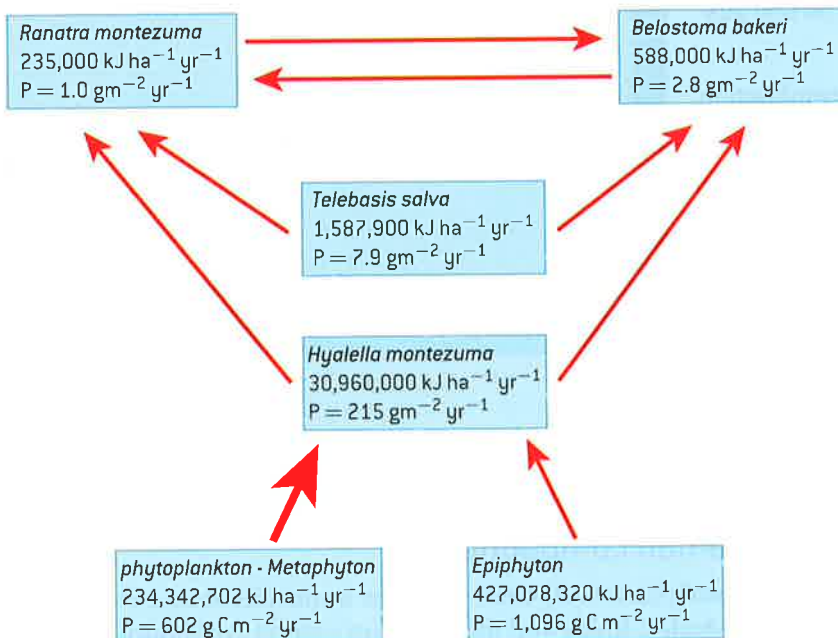 Ranatra montezuma
235,000 kJ ha⁻¹ yr⁻¹
P = 1.0 gm⁻² yr⁻¹
Belostoma bakeri
588,000 kJ ha⁻¹ yr⁻¹
P = 2.8 gm⁻² yr⁻¹
Telebasis salva
1,587,900 kJ ha⁻¹ yr⁻¹
P = 7.9 gm⁻² yr⁻¹
Hyalella montezuma
30,960,000 kJ ha⁻¹ yr⁻¹
P = 215 gm⁻² yr⁻¹
phytoplankton - Metaphyton
234,342,702 kJ ha⁻¹ yr⁻¹
P = 602 g C m⁻² yr⁻¹
Epiphyton
427,078,320 kJ ha⁻¹ yr⁻¹
P = 1,096 g C m⁻² yr⁻¹